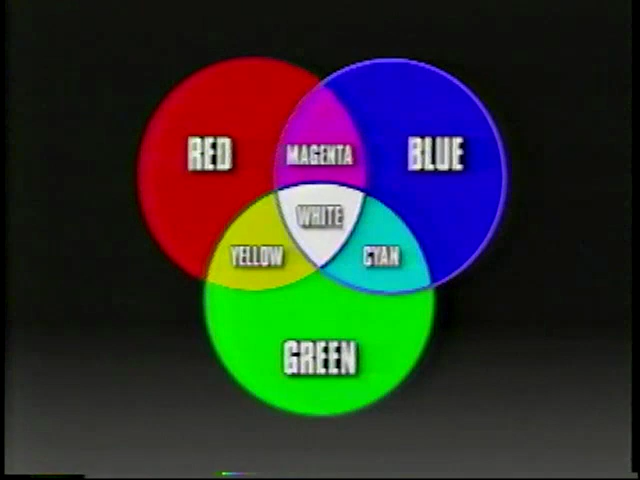 RED
BLUE
MAGENTA
WHITE
YELLOW
CYAN
GREEN